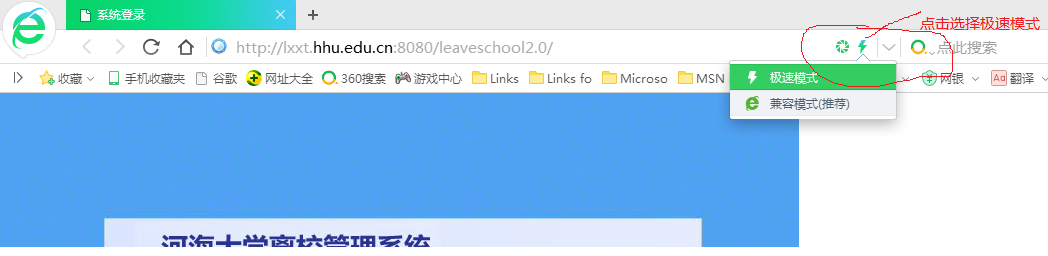 系统登录
点击选择极速模式
http://lxxt.hhu.edu.cn:8080/leaveschool2.0/
点此搜索
收藏 手机收藏夹 谷歌 网址大全 360搜索 游戏中心 Links Links fo Microso MSN 网银 Aa 翻译
极速模式
兼容模式(推荐)
河海大学离校管理系统